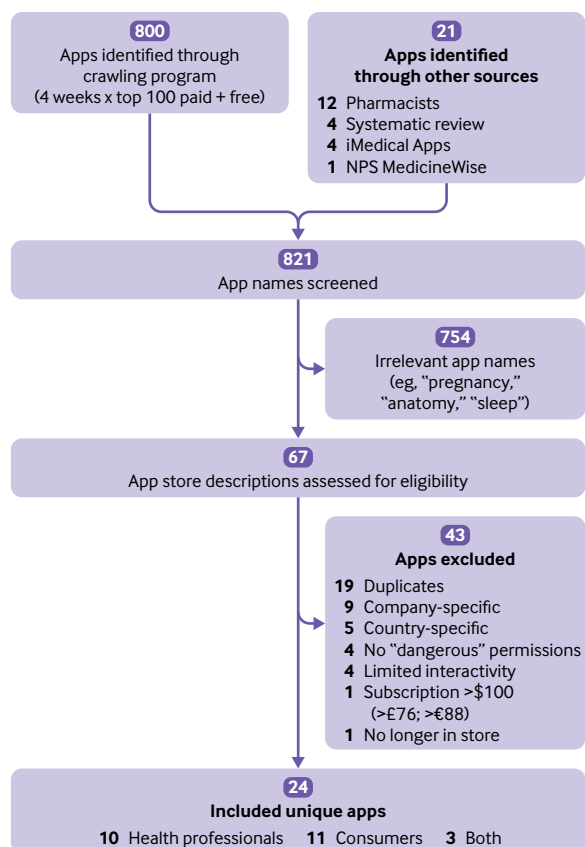 800
Apps identified through
crawling program
(4 weeks x top 100 paid + free)
21
Apps identified
through other sources
12 Pharmacists
4 Systematic review
4 iMedical Apps
1 NPS MedicineWise
821
App names screened
754
Irrelevant app names
(eg, “pregnancy,”
“anatomy,” “sleep”)
67
App store descriptions assessed for eligibility
43
Apps excluded
19 Duplicates
9 Company-specific
5 Country-specific
4 No “dangerous” permissions
4 Limited interactivity
1 Subscription >$100
(>£76; >€88)
1 No longer in store
24
Included unique apps
10 Health professionals 11 Consumers 3 Both